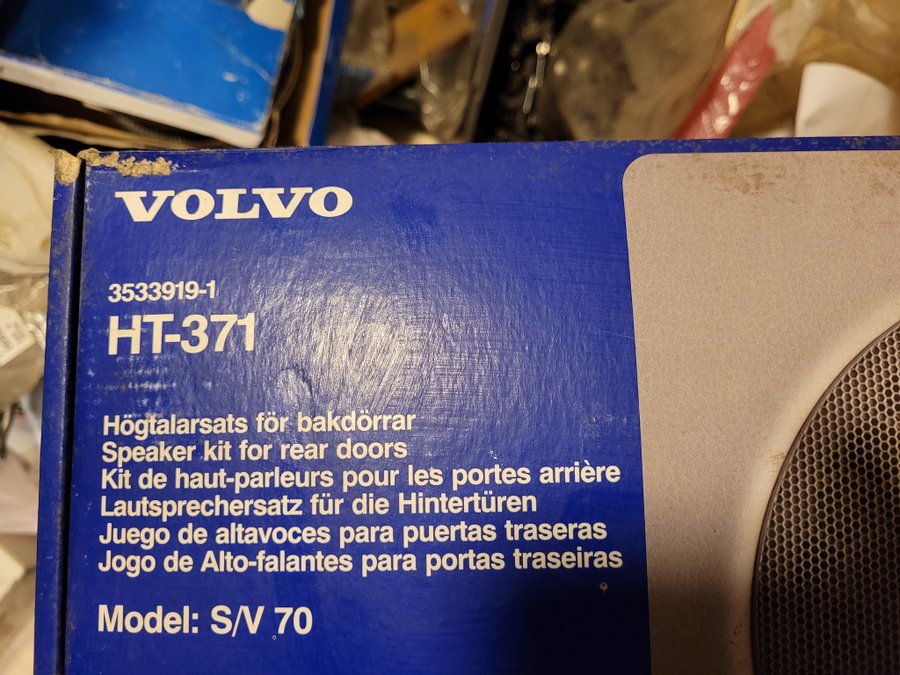 VOLVO
3533919-1
HT-371
Högtalarsats för bakdörrar
Speaker kit for rear doors
Kit de haut-parleurs pour les portes arrière
Lautsprechersatz für die Hintertüren
Juego de altavoces para puertas traseras
Jogo de Alto-falantes para portas traseiras
Model: S/V 70